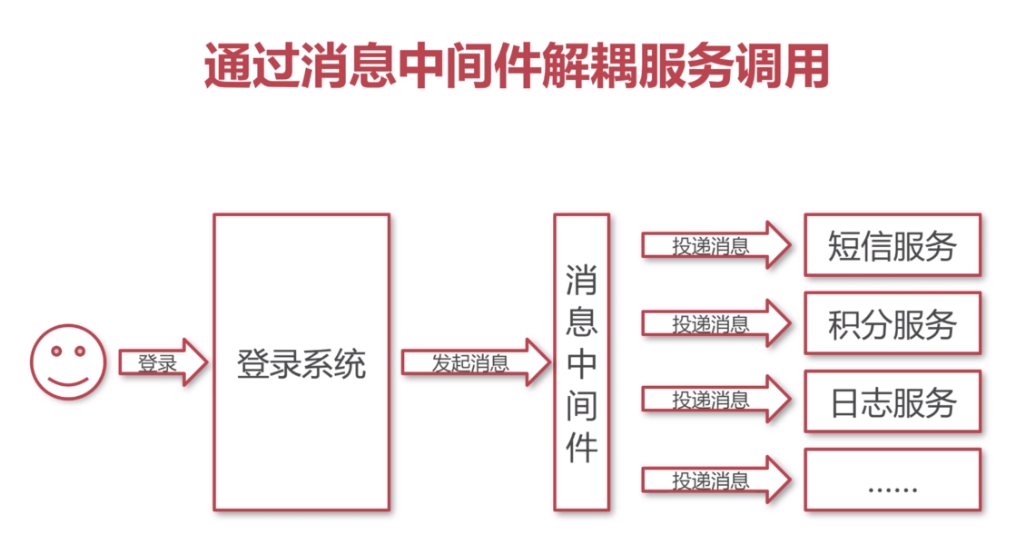 通过消息中间件解耦服务调用
登录
登录系统
发起消息
消息中间件
投递消息
短信服务
投递消息
积分服务
投递消息
日志服务
投递消息
......